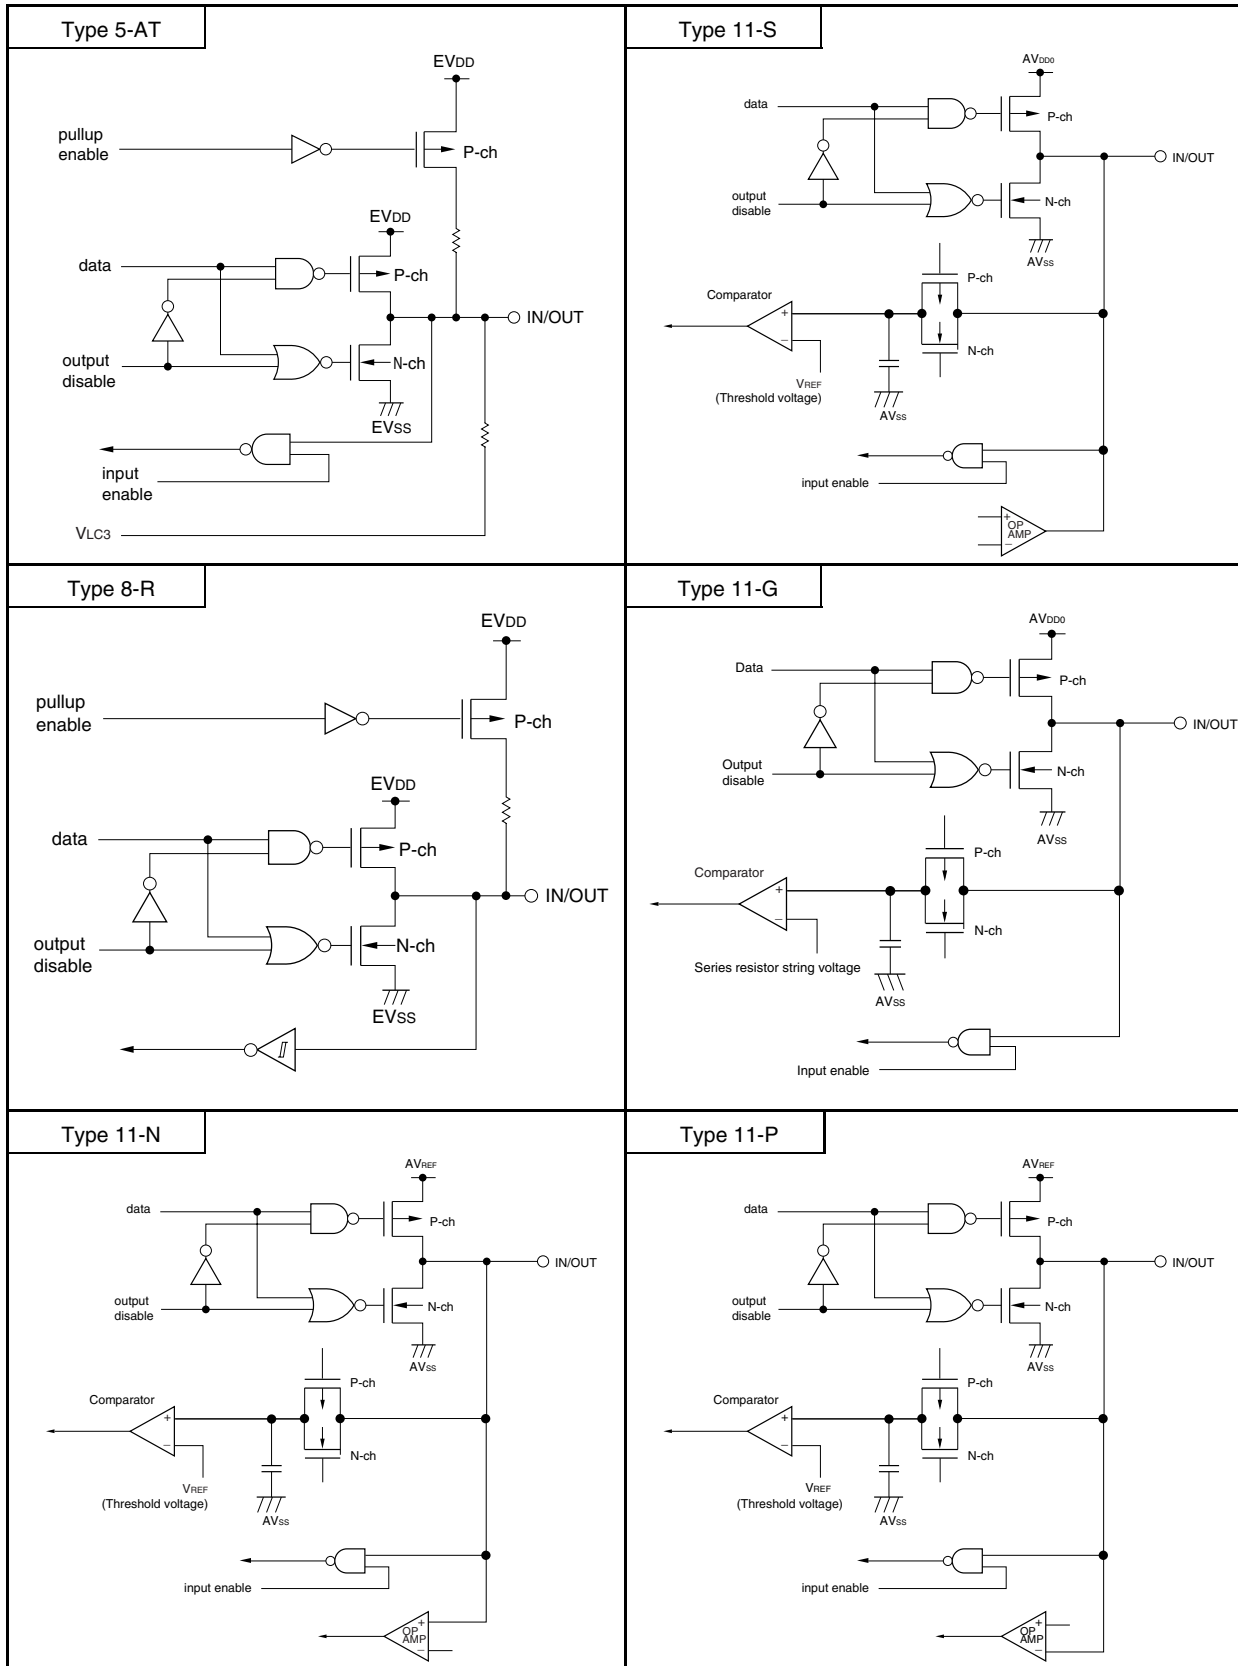 Type 5-AT
EVDD
pullup
enable
P-ch
EVDD
data
P-ch
IN/OUT
output
disable
N-ch
EVSS
input
enable
VLC3
Type 11-S
AVDD0
data
P-ch
IN/OUT
output
disable
N-ch
AVSS
P-ch
Comparator
+
−
N-ch
VREF
(Threshold voltage)
AVSS
input enable
+
OP
AMP
−
Type 8-R
EVDD
pullup
enable
P-ch
EVDD
data
P-ch
IN/OUT
output
disable
N-ch
EVSS
Type 11-G
AVDD0
Data
P-ch
IN/OUT
Output
disable
N-ch
AVSS
P-ch
Comparator
+
−
N-ch
Series resistor string voltage
AVSS
Input enable
Type 11-N
AVREF
data
P-ch
IN/OUT
output
disable
N-ch
AVSS
P-ch
Comparator
+
−
N-ch
VREF
(Threshold voltage)
AVSS
input enable
+
OP
AMP
−
Type 11-P
AVREF
data
P-ch
IN/OUT
output
disable
N-ch
AVSS
P-ch
Comparator
+
−
N-ch
VREF
(Threshold voltage)
AVSS
input enable
+
OP
AMP
−